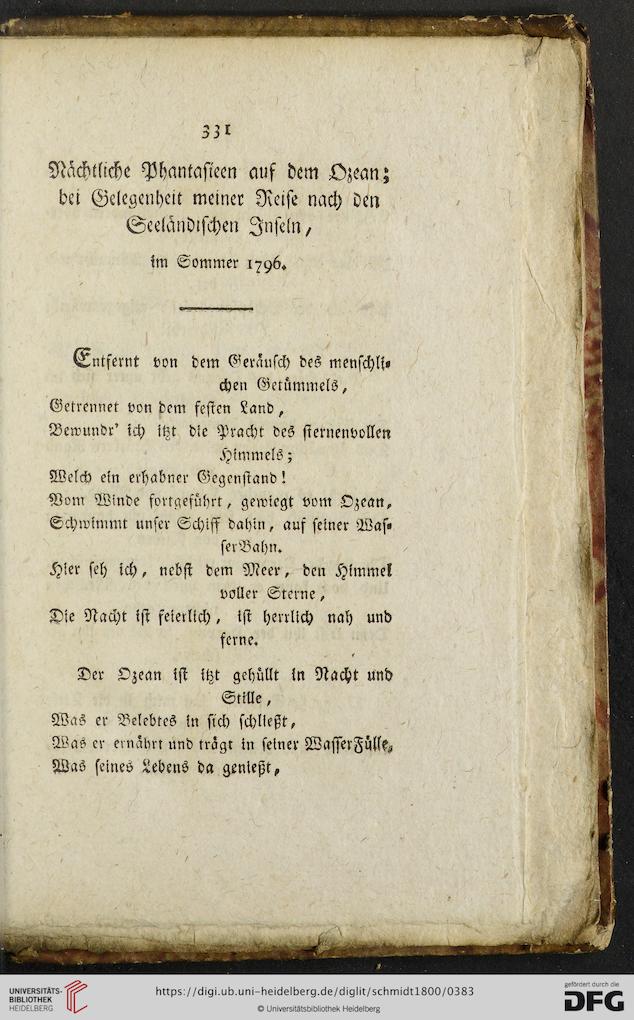 331
Nächtliche Phantasieen auf dem Ozean;
bei Gelegenheit meiner Reise nach den
Seeländischen Inseln,
im Sommer 1796.
Entfernt von dem Geräusch des menschli-
chen Getümmels,
Getrennet von dem festen Land,
Bewundr' ich itzt die Pracht des sternenvollen
Himmels;
Welch ein erhabner Gegenstand!
Vom Winde fortgeführt, gewiegt vom Ozean,
Schwimmt unser Schiff dahin, auf seiner Was-
serBahn.
Hier seh ich, nebst dem Meer, den Himmel
voller Sterne,
Die Nacht ist feierlich, ist herrlich nah und
ferne.
Der Ozean ist itzt gehüllt in Nacht und
Stille,
Was er Belebtes in sich schließt,
Was er ernährt und trägt in seiner WasserFülle,
Was seines Lebens da genießt,
UNIVERSITÄTS-
BIBLIOTHEK
HEIDELBERG
https://digi.ub.uni-heidelberg.de/diglit/schmidt1800/0383
© Universitätsbibliothek Heidelberg
gefördert durch die
DFG